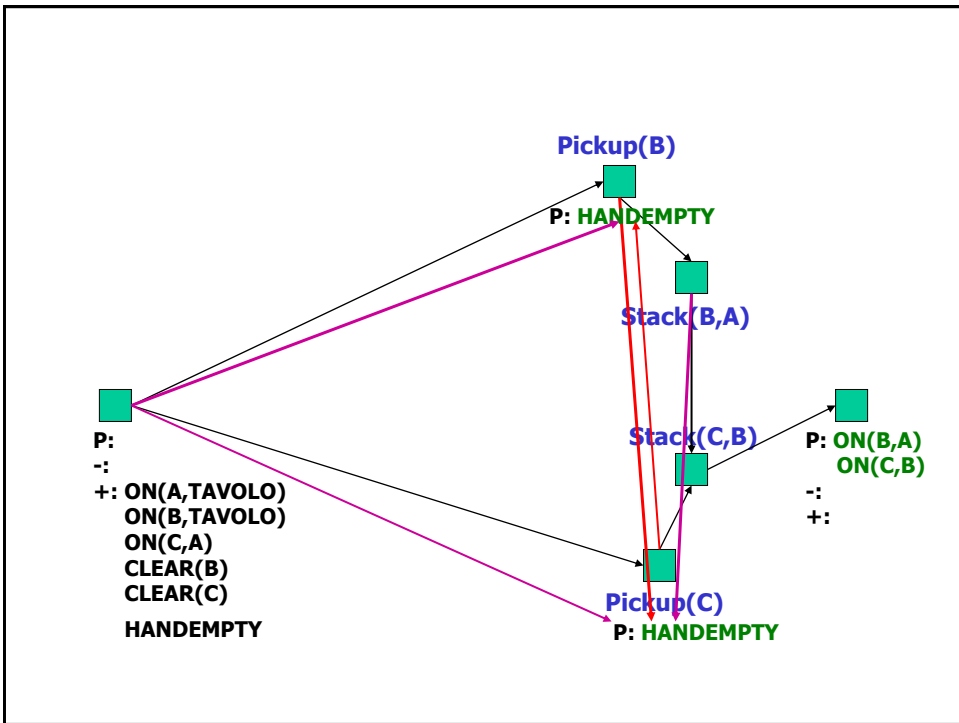 Pickup(B)
P: HANDEMPTY
Stack(B,A)
Stack(C,B)
P:
-:
+: ON(A,TAVOLO)
ON(B,TAVOLO)
ON(C,A)
CLEAR(B)
CLEAR(C)
HANDEMPTY
P: ON(B,A)
ON(C,B)
-:
+:
Pickup(C)
P: HANDEMPTY